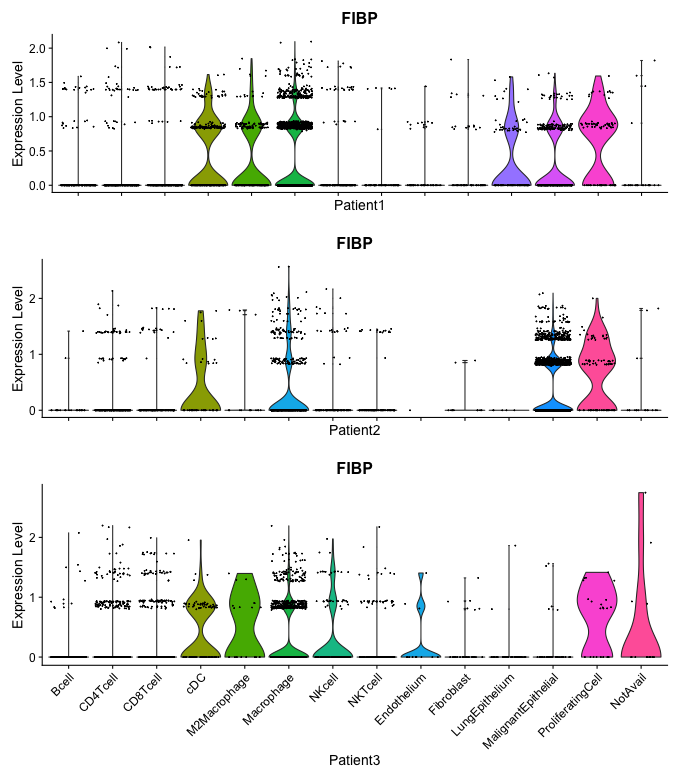 FIBP
Expression Level
2.0
1.5
1.0
0.5
0.0
Patient1
FIBP
Expression Level
2
1
0
Patient2
FIBP
Expression Level
2
1
0
Bcell
CD4Tcell
CD8Tcell
cDC
M2Macrophage
Macrophage
NKcell
NKTcell
Endothelium
Fibroblast
LungEpithelium
MalignantEpithelial
ProliferatingCell
NotAvail
Patient3